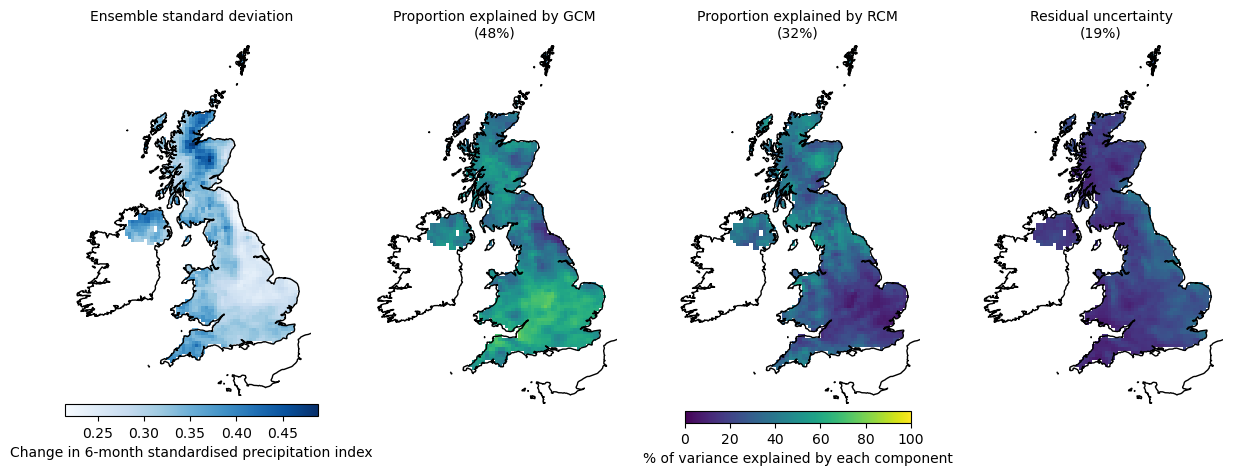 Ensemble standard deviation
Proportion explained by GCM
(48%)
Proportion explained by RCM
(32%)
Residual uncertainty
(19%)
0.25 0.30 0.35 0.40 0.45
Change in 6-month standardised precipitation index
0 20 40 60 80 100
% of variance explained by each component